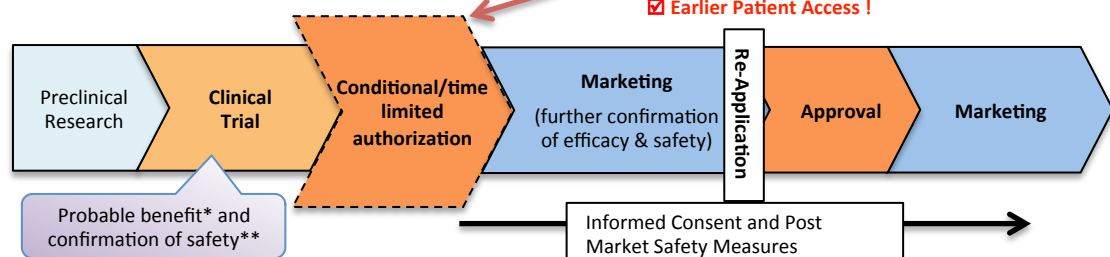 ☑ Earlier Patient Access !
Preclinical
Research
Clinical
Trial
Conditional/time
limited
authorization
Marketing
(further confirmation
of efficacy & safety)
Re-Application
Approval
Marketing
Probable benefit* and
confirmation of safety**
Informed Consent and Post
Market Safety Measures